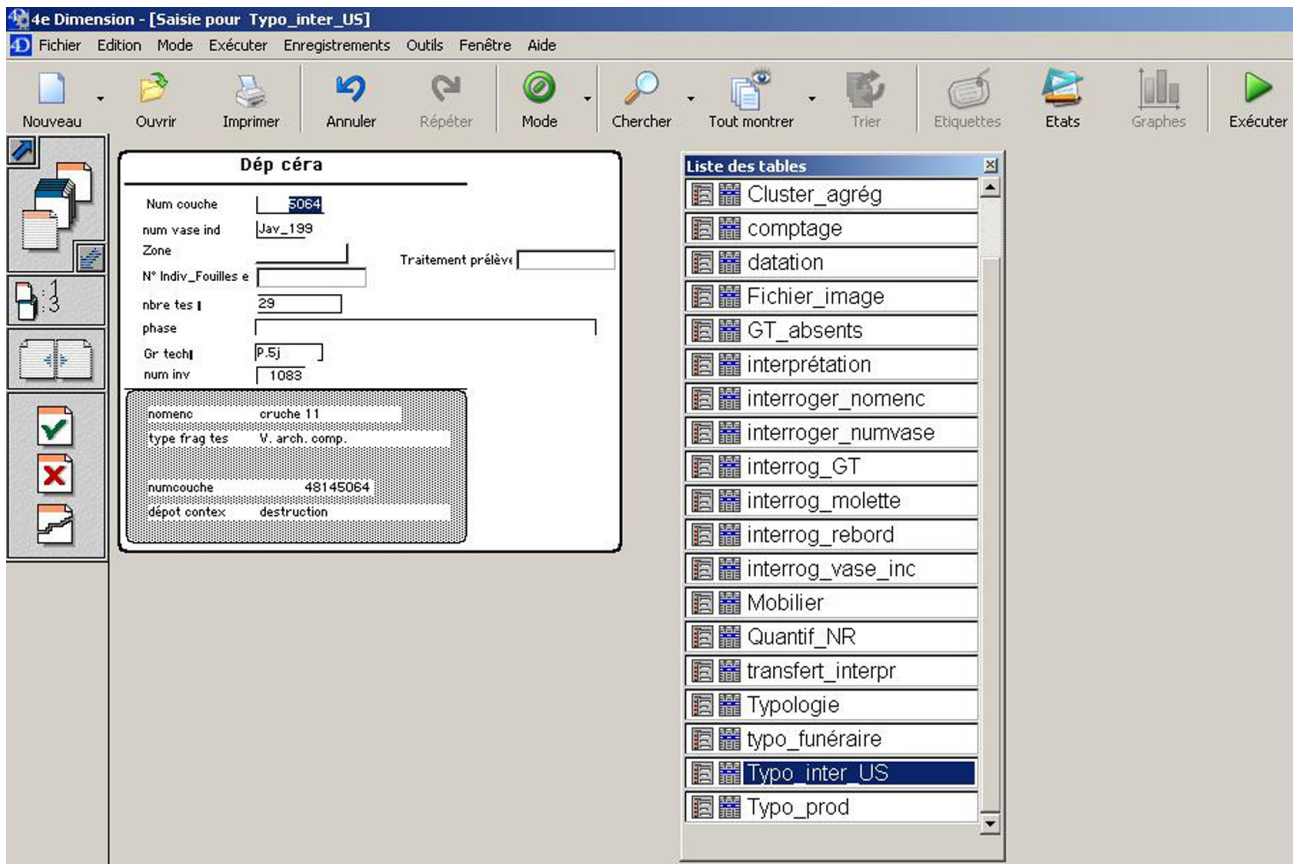 4e Dimension - [Saisie pour Typo_inter_US]
Fichier Edition Mode Exécuter Enregistrements Outils Fenêtre Aide
Nouveau Ouvrir Imprimer Annuler Répéter Mode Chercher Tout montrer Trier Etiquettes Etats Graphes Exécuter
Dép céra
Num couche 5064
num vase ind Jav_199
Zone
Traitement prélève
N° Indiv_Fouilles e
nbre tes 29
phase
Gr tech P.5j
num inv 1083
nomenc cruche 11
type frag tes V. arch. comp.
numcouche 48145064
dépot contex destruction
:1
:3
Liste des tables
Cluster_agrég
comptage
datation
Fichier_image
GT_absents
interprétation
interroger_nomenc
interroger_numvase
interrog_GT
interrog_molette
interrog_rebord
interrog_vase_inc
Mobilier
Quantif_NR
transfert_interpr
Typologie
typo_funéraire
Typo_inter_US
Typo_prod